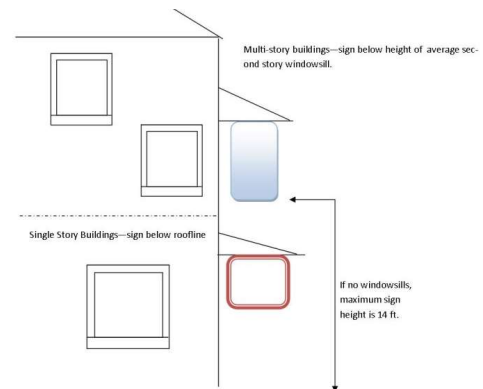 Multi-story buildings—sign below height of average sec-
ond story windowsill.
Single Story Buildings—sign below roofline
If no windowsills,
maximum sign
height is 14 ft.